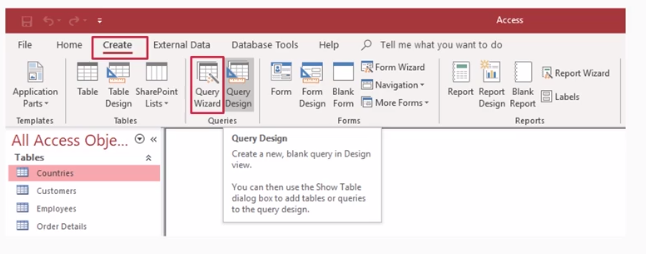 Access
File Home Create External Data Database Tools Help Tell me what you want to do
Application Parts
Table
Table Design
SharePoint Lists
Query Wizard
Query Design
Form
Form Design
Blank Form
Form Wizard
Navigation
More Forms
Report
Report Design
Blank Report
Report Wizard
Labels
Templates Tables Queries Forms Reports
All Access Obje...
Tables
Countries
Customers
Employees
Order Details
Query Design
Create a new, blank query in Design
view.
You can then use the Show Table
dialog box to add tables or queries
to the query design.